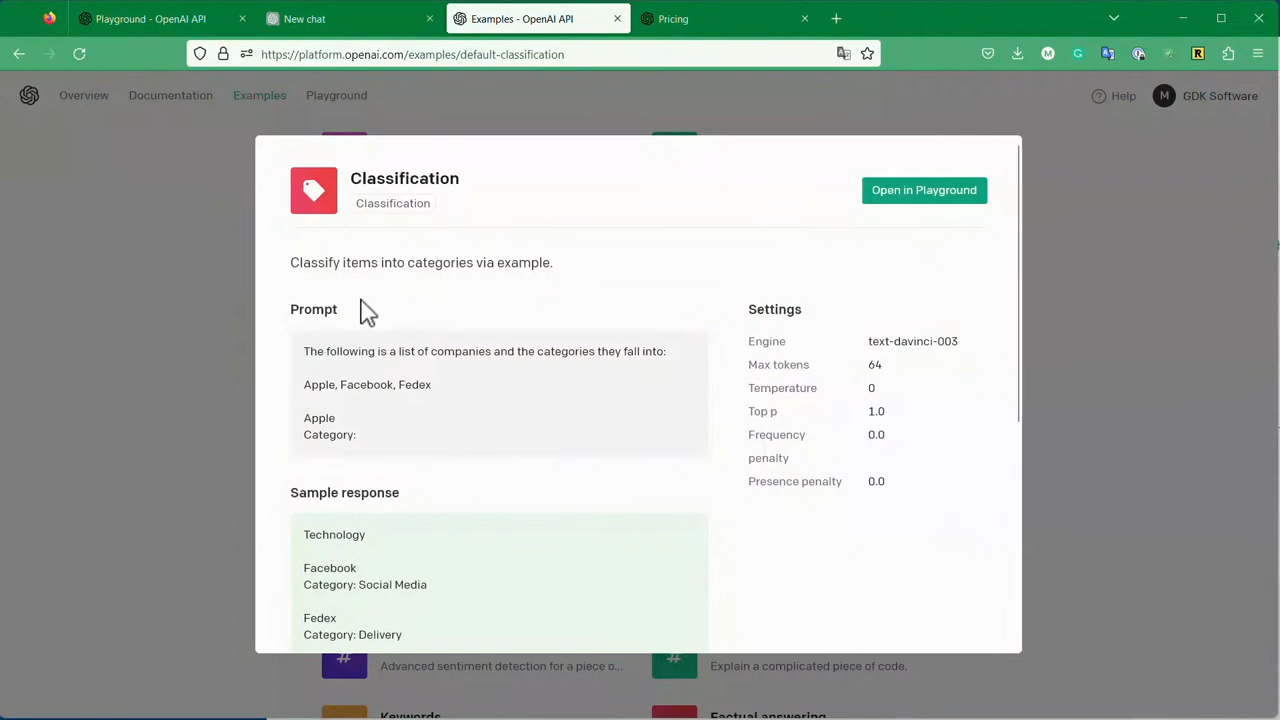 Playground - OpenAI API
New chat
Examples - OpenAI API
Pricing
https://platform.openai.com/examples/default-classification
Overview
Documentation
Examples
Playground
Help
M
GDK Software
Classification
Classification
Open in Playground
Classify items into categories via example.
Prompt
The following is a list of companies and the categories they fall into:
Apple, Facebook, Fedex
Apple
Category:
Settings
Engine text-davinci-003
Max tokens 64
Temperature 0
Top p 1.0
Frequency 0.0
penalty
Presence penalty 0.0
Sample response
Technology
Facebook
Category: Social Media
Fedex
Category: Delivery
# Advanced sentiment detection for a piece o...
# Explain a complicated piece of code.
Keywords
Factual answering